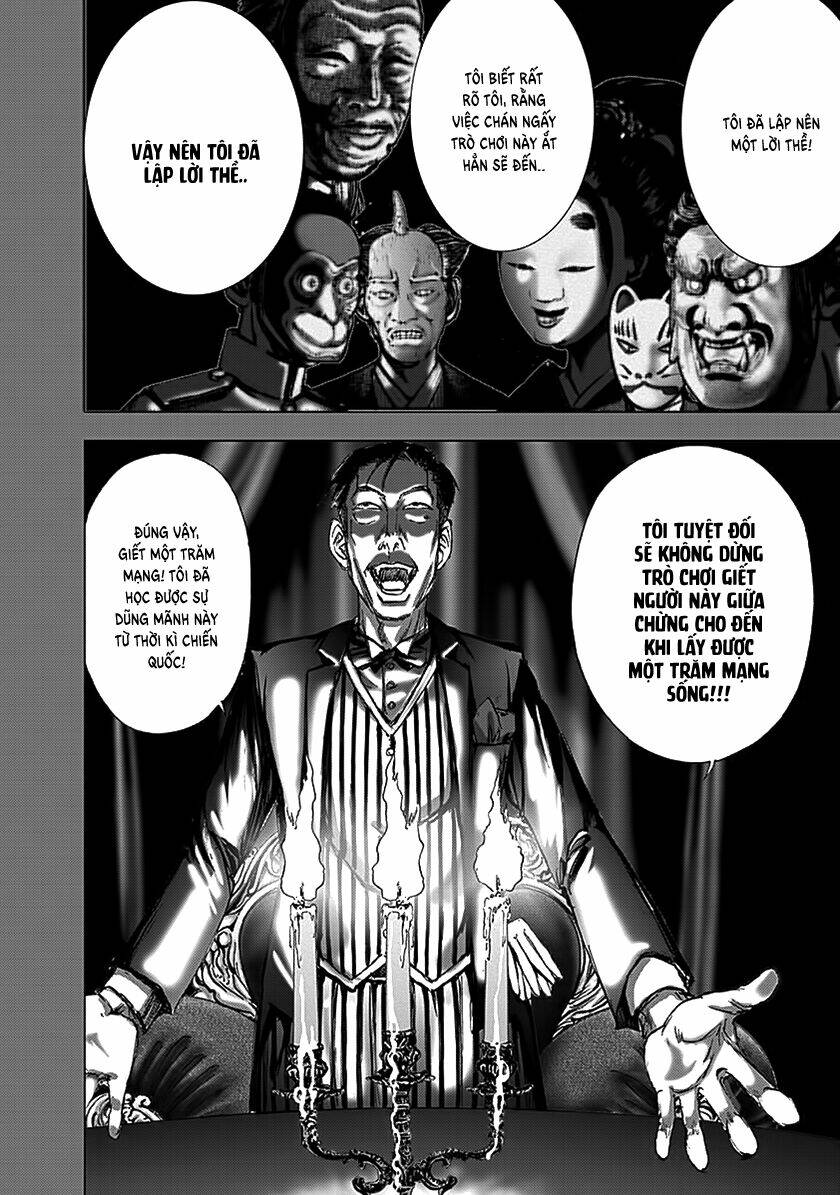 TÔI ĐÃ LẬP NÊN
MỘT LỜI THỀ!
TÔI BIẾT RẤT
RÕ TÔI, RẰNG
VIỆC CHÁN NGẤY
TRÒ CHƠI NÀY ẮT
HẲN SẼ ĐẾN..
VẬY NÊN TÔI ĐÃ
LẬP LỜI THỀ..
TÔI TUYỆT ĐỐI
SẼ KHÔNG DỪNG
TRÒ CHƠI GIẾT
NGƯỜI NÀY GIỮA
CHỪNG CHO ĐẾN
KHI LẤY ĐƯỢC
MỘT TRĂM MẠNG
SỐNG!!!
ĐÚNG VẬY,
GIẾT MỘT TRĂM
MẠNG! TÔI ĐÃ
HỌC ĐƯỢC SỰ
DŨNG MÃNH NÀY
TỪ THỜI KÌ CHIẾN
QUỐC!